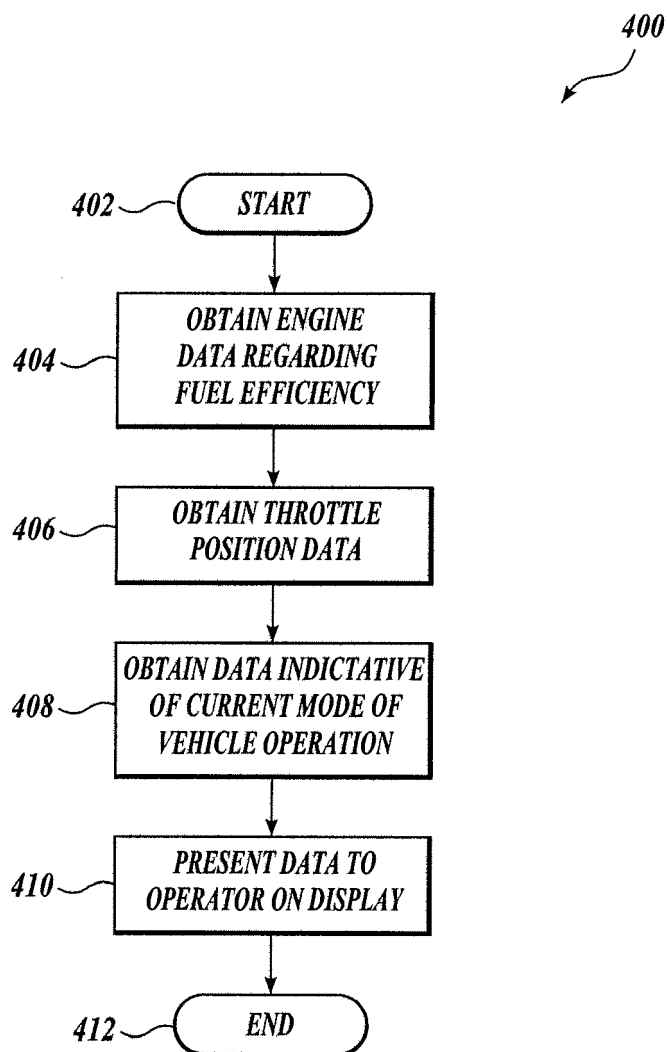 400
402
START
404
OBTAIN ENGINE
DATA REGARDING
FUEL EFFICIENCY
406
OBTAIN THROTTLE
POSITION DATA
408
OBTAIN DATA INDICTATIVE
OF CURRENT MODE OF
VEHICLE OPERATION
410
PRESENT DATA TO
OPERATOR ON DISPLAY
412
END